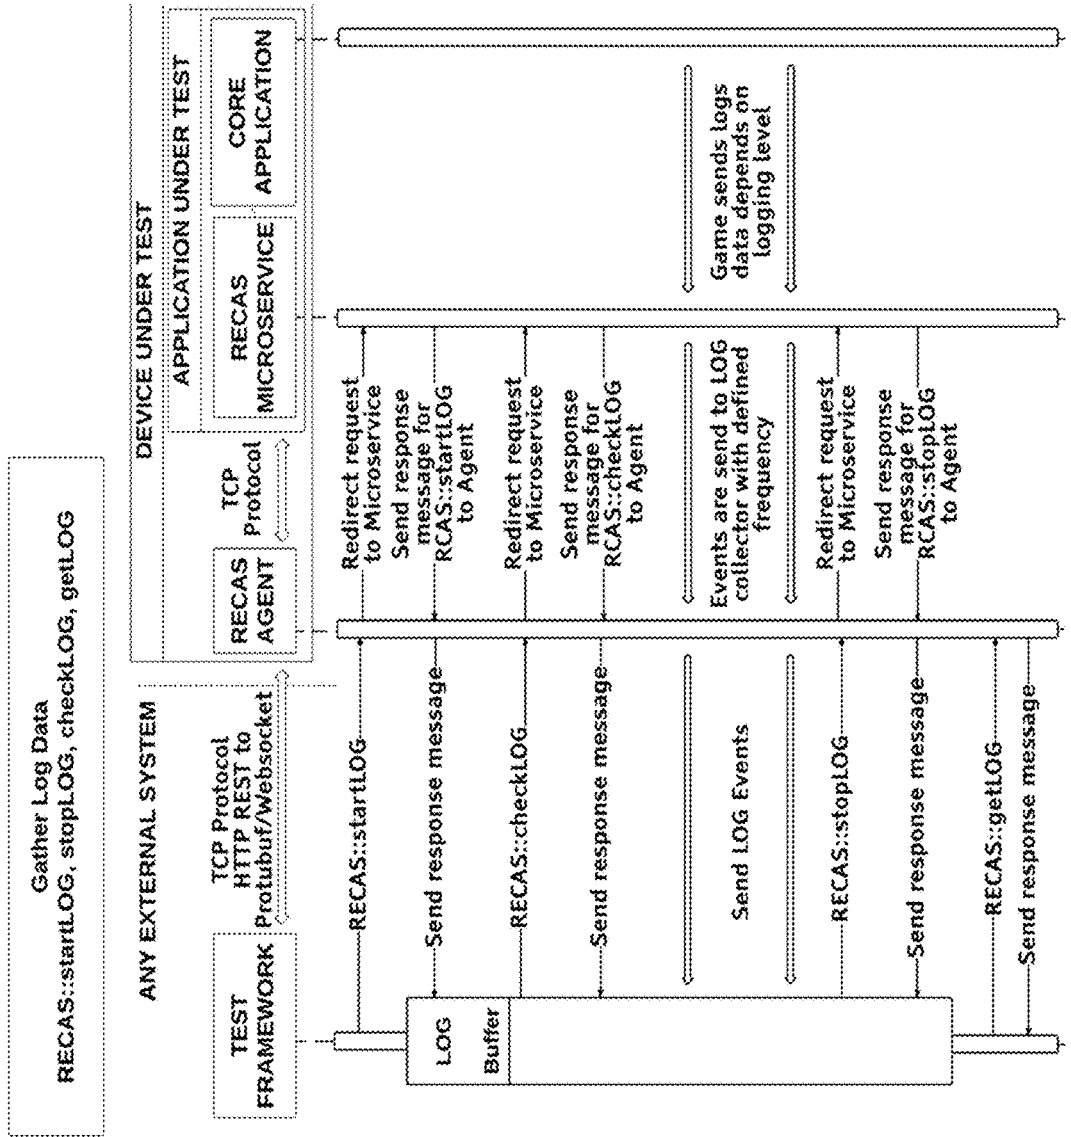 Gather Log Data
RECAS::startLOG, stopLOG, checkLOG, getLOG
ANY EXTERNAL SYSTEM
DEVICE UNDER TEST
APPLICATION UNDER TEST
TEST
FRAMEWORK
TCP Protocol
HTTP REST to
Protubuf/Websocket
RECAS
AGENT
TCP
Protocol
RECAS
MICROSERVICE
CORE
APPLICATION
RECAS::startLOG
Redirect request
to Microservice
LOG
Buffer
Send response message
Send response
message for
RCAS::startLOG
to Agent
RECAS::checkLOG
Redirect request
to Microservice
Send response message
Send response
message for
RCAS::checkLOG
to Agent
Send LOG Events
Events are send to LOG
collector with defined
frequency
Game sends logs
data depends on
logging level
RECAS::stopLOG
Redirect request
to Microservice
Send response message
Send response
message for
RCAS::stopLOG
to Agent
RECAS::getLOG
Send response message